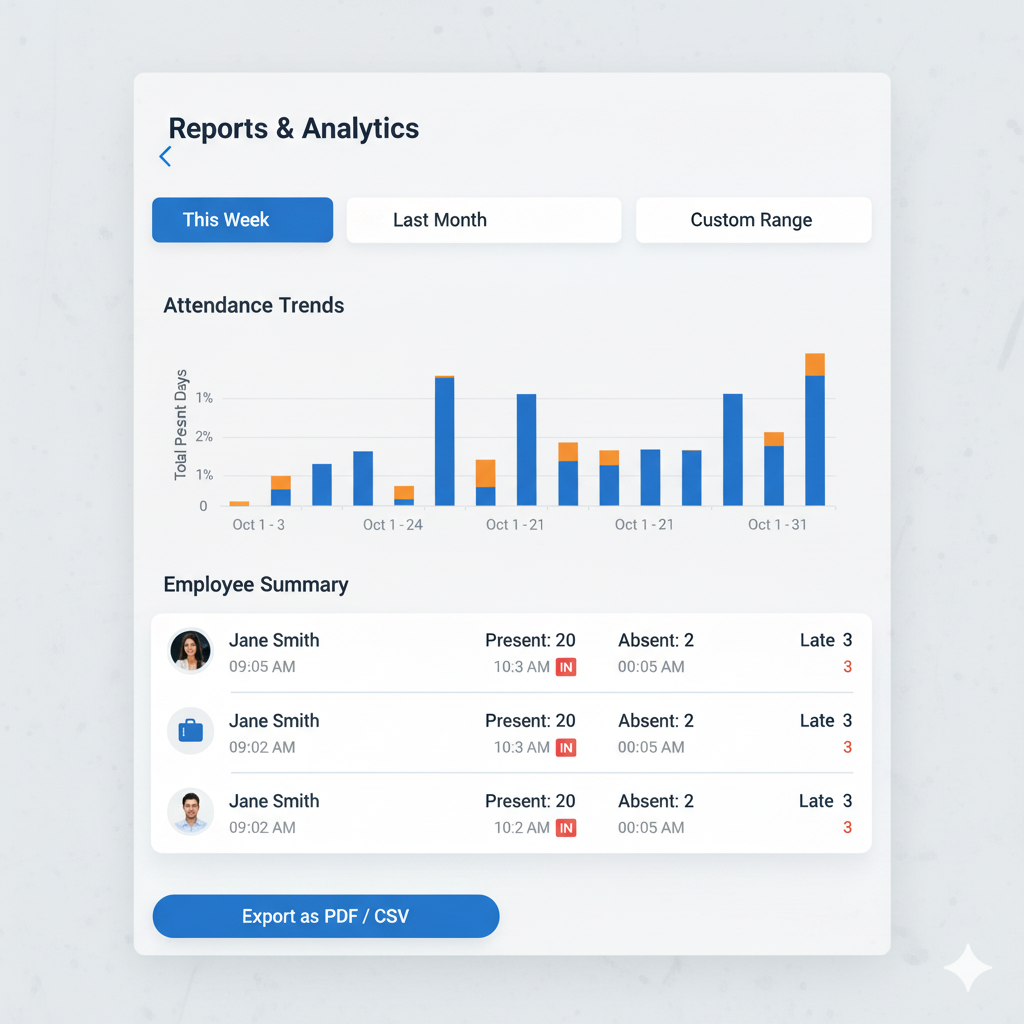 Reports & Analytics
This Week
Last Month
Custom Range
Attendance Trends
Total Pesnt Days
1%
2%
1%
0
Oct 1 - 3
Oct 1 - 24
Oct 1 - 21
Oct 1 - 21
Oct 1 - 31
Employee Summary
Jane Smith Present: 20 Absent: 2 Late 3
09:05 AM 10:3 AM IN 00:05 AM 3
Jane Smith Present: 20 Absent: 2 Late 3
09:02 AM 10:3 AM IN 00:05 AM 3
Jane Smith Present: 20 Absent: 2 Late 3
09:02 AM 10:2 AM IN 00:05 AM 3
Export as PDF / CSV